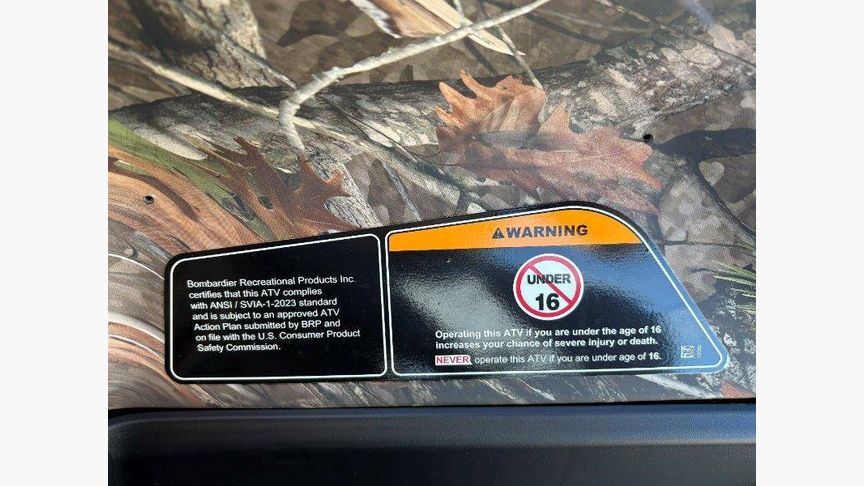 Bombardier Recreational Products Inc.
certifies that this ATV complies
with ANSI / SVIA-1-2023 standard
and is subject to an approved ATV
Action Plan submitted by BRP and
on file with the U.S. Consumer Product
Safety Commission.
WARNING
UNDER
16
Operating this ATV if you are under the age of 16
increases your chance of severe injury or death.
NEVER operate this ATV if you are under age of 16.